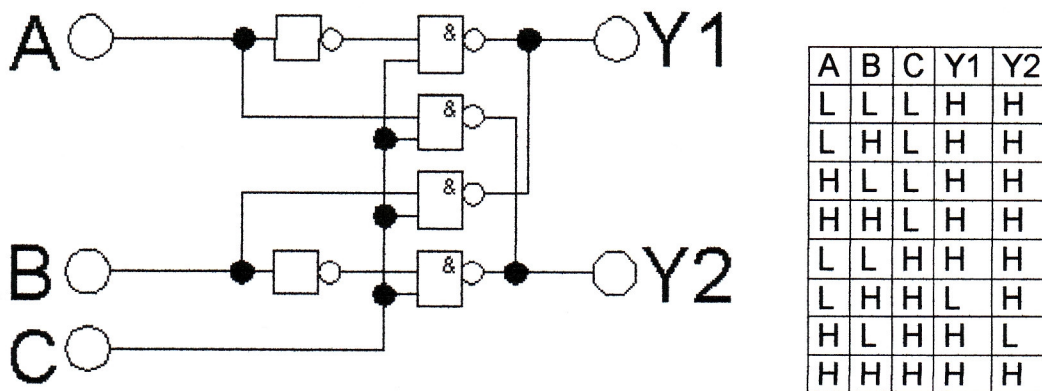 A & Y1
&
&
B & Y2
C
A B C Y1 Y2
L L L H H
L H L H H
H L L H H
H H L H H
L L H H H
L H H L H
H L H H L
H H H H H